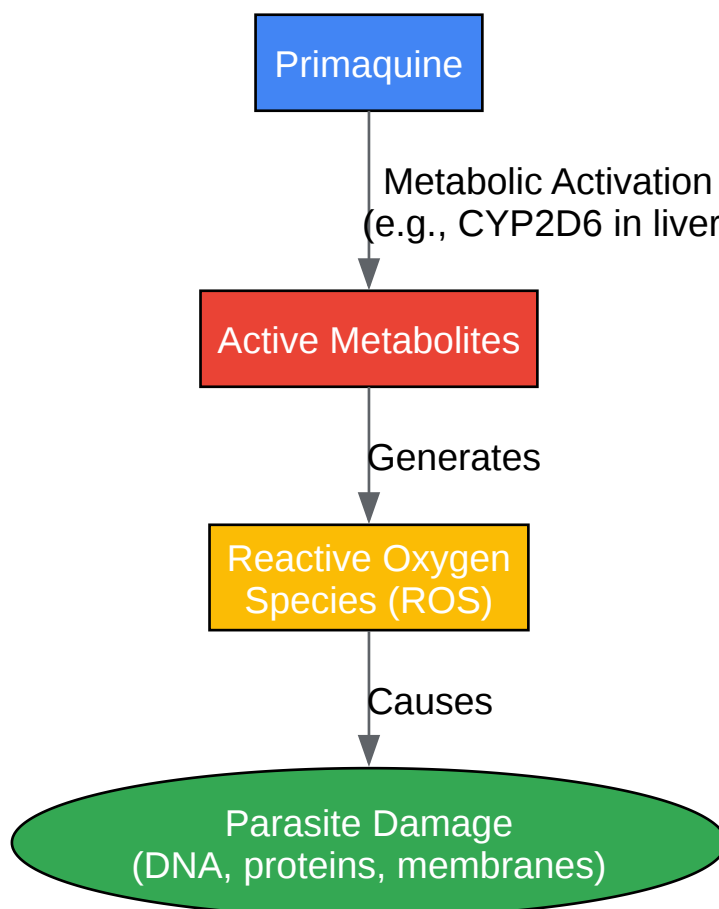 Primaquine
Metabolic Activation
(e.g., CYP2D6 in liver
Active Metabolites
Generates
Reactive Oxygen
Species (ROS)
Causes
Parasite Damage
(DNA, proteins, membranes)